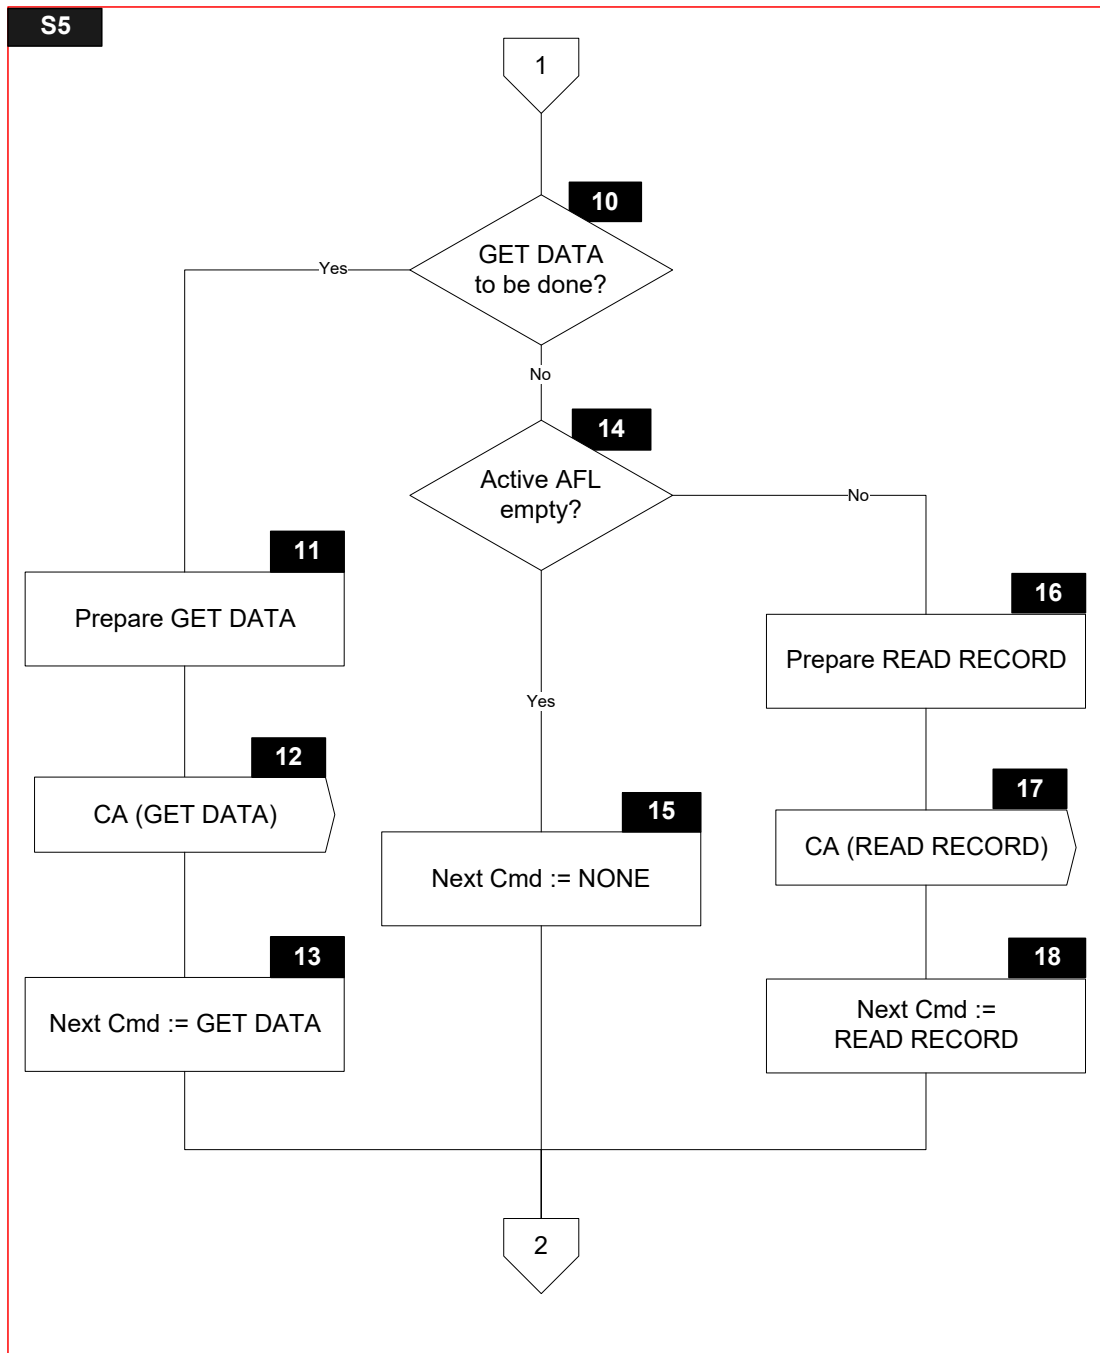 S5
1
10
GET DATA
to be done?
Yes
No
14
Active AFL
empty?
No
11
Prepare GET DATA
16
Prepare READ RECORD
Yes
12
CA (GET DATA)
17
CA (READ RECORD)
15
Next Cmd := NONE
13
Next Cmd := GET DATA
18
Next Cmd :=
READ RECORD
2